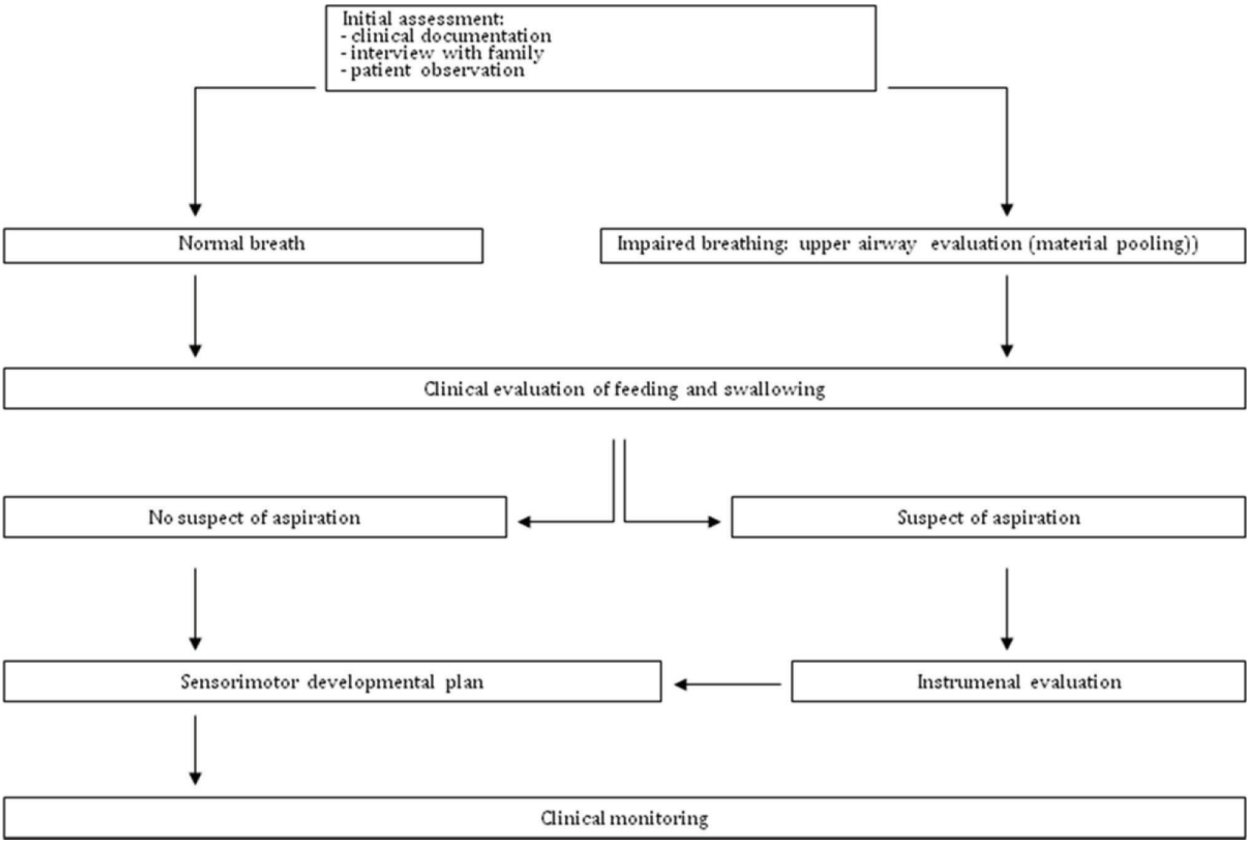 Initial assessment:
- clinical documentation
- interview with family
- patient observation
Normal breath
Impaired breathing: upper airway evaluation (material pooling))
Clinical evaluation of feeding and swallowing
No suspect of aspiration
Suspect of aspiration
Sensorimotor developmental plan
Instrumenal evaluation
Clinical monitoring